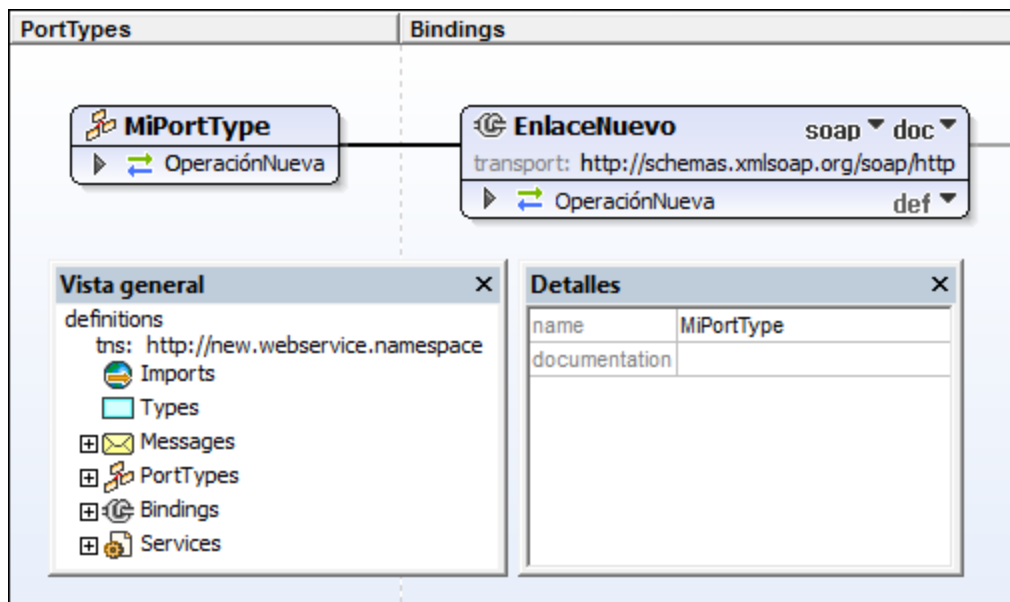 PortTypes
Bindings
MiPortType
OperaciónNueva
EnlaceNuevo soap doc
transport: http://schemas.xmlsoap.org/soap/http
OperaciónNueva def
Vista general
definitions
tns: http://new.webservice.namespace
Imports
Types
Messages
PortTypes
Bindings
Services
Detalles
name MiPortType
documentation